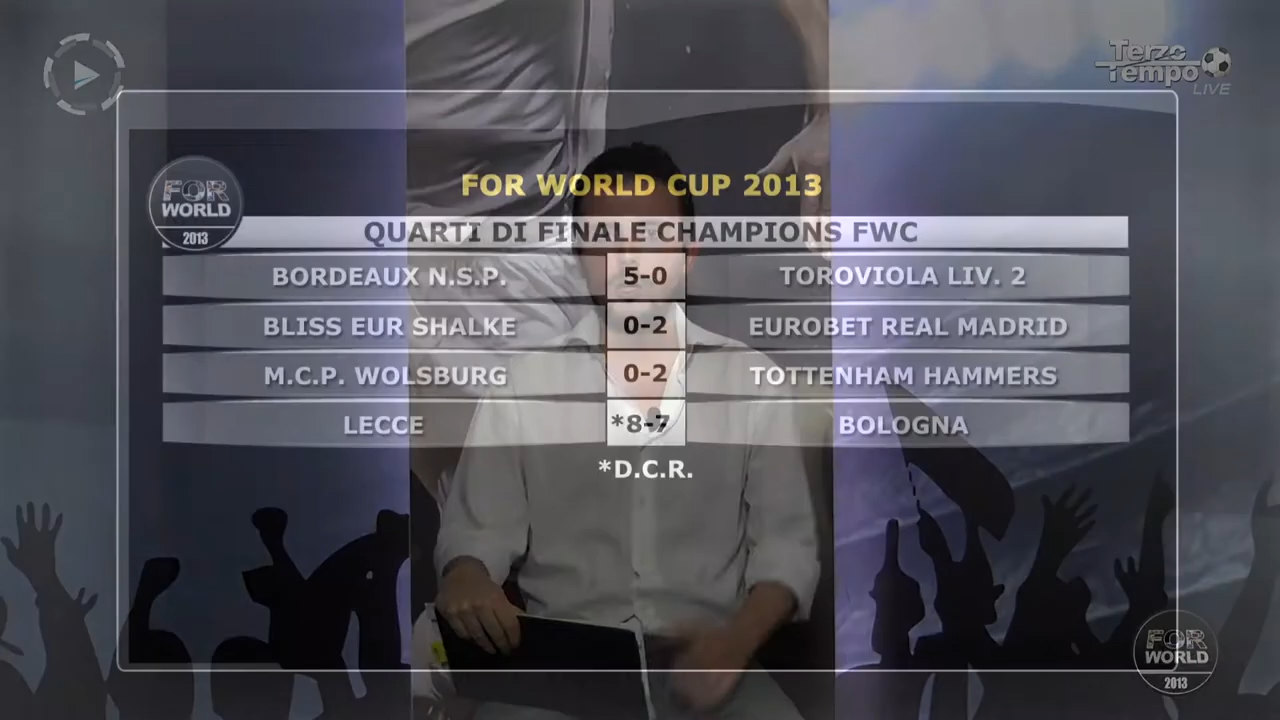 Terzo
Tempo
LIVE
FOR
WORLD
2013
FOR WORLD CUP 2013
QUARTI DI FINALE CHAMPIONS FWC
BORDEAUX N.S.P. 5-0 TOROVIOLA LIV. 2
BLISS EUR SHALKE 0-2 EUROBET REAL MADRID
M.C.P. WOLSBURG 0-2 TOTTENHAM HAMMERS
LECCE *8-7 BOLOGNA
*D.C.R.
FOR
WORLD
2013